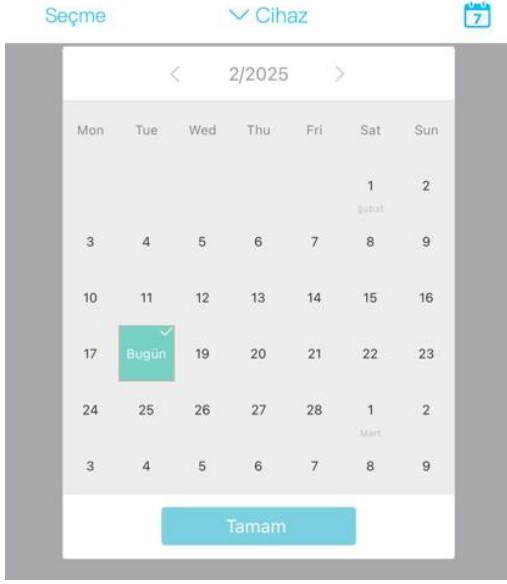 Seçme Cihaz 7
2/2025
Mon Tue Wed Thu Fri Sat Sun
1 2
Şubat
3 4 5 6 7 8 9
10 11 12 13 14 15 16
17 Bugün 19 20 21 22 23
24 25 26 27 28 1 2
Mart
3 4 5 6 7 8 9
Tamam